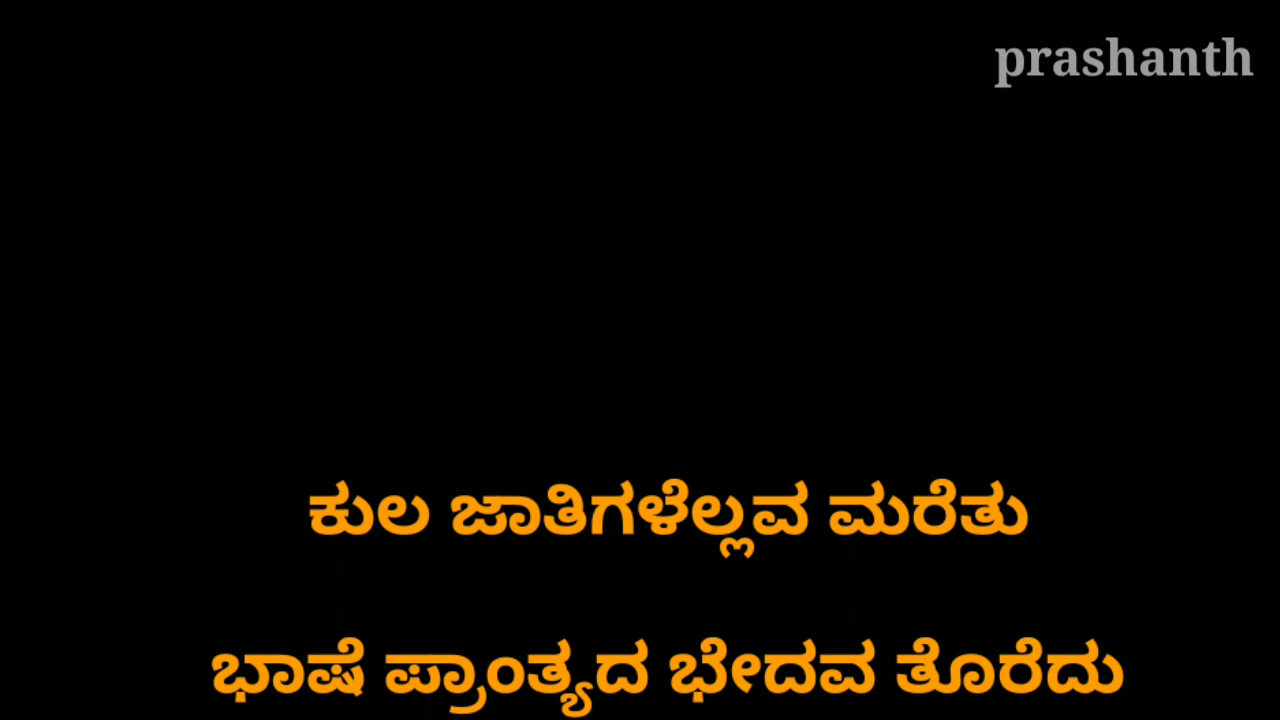 prashanth
ಕುಲ ಜಾತಿಗಳೆಲ್ಲವ ಮರೆತು
ಭಾಷೆ ಪ್ರಾಂತ್ಯದ ಭೇದವ ತೊರೆದು